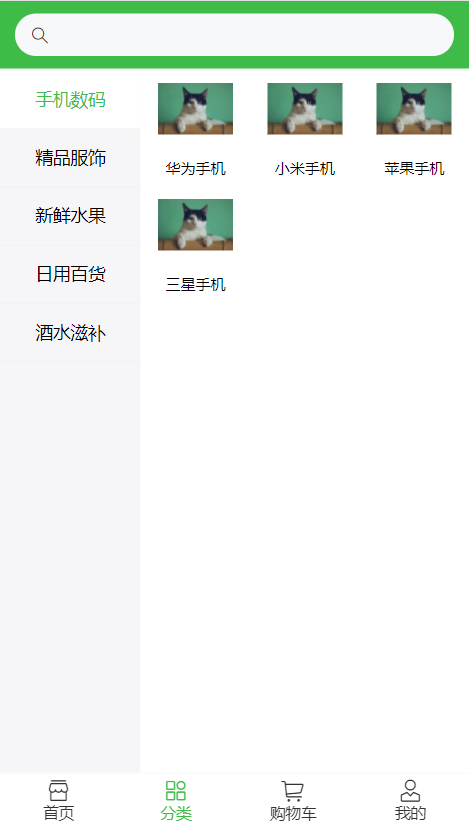 手机数码
精品服饰
新鲜水果
日用百货
酒水滋补
华为手机
小米手机
苹果手机
三星手机
首页
分类
购物车
我的